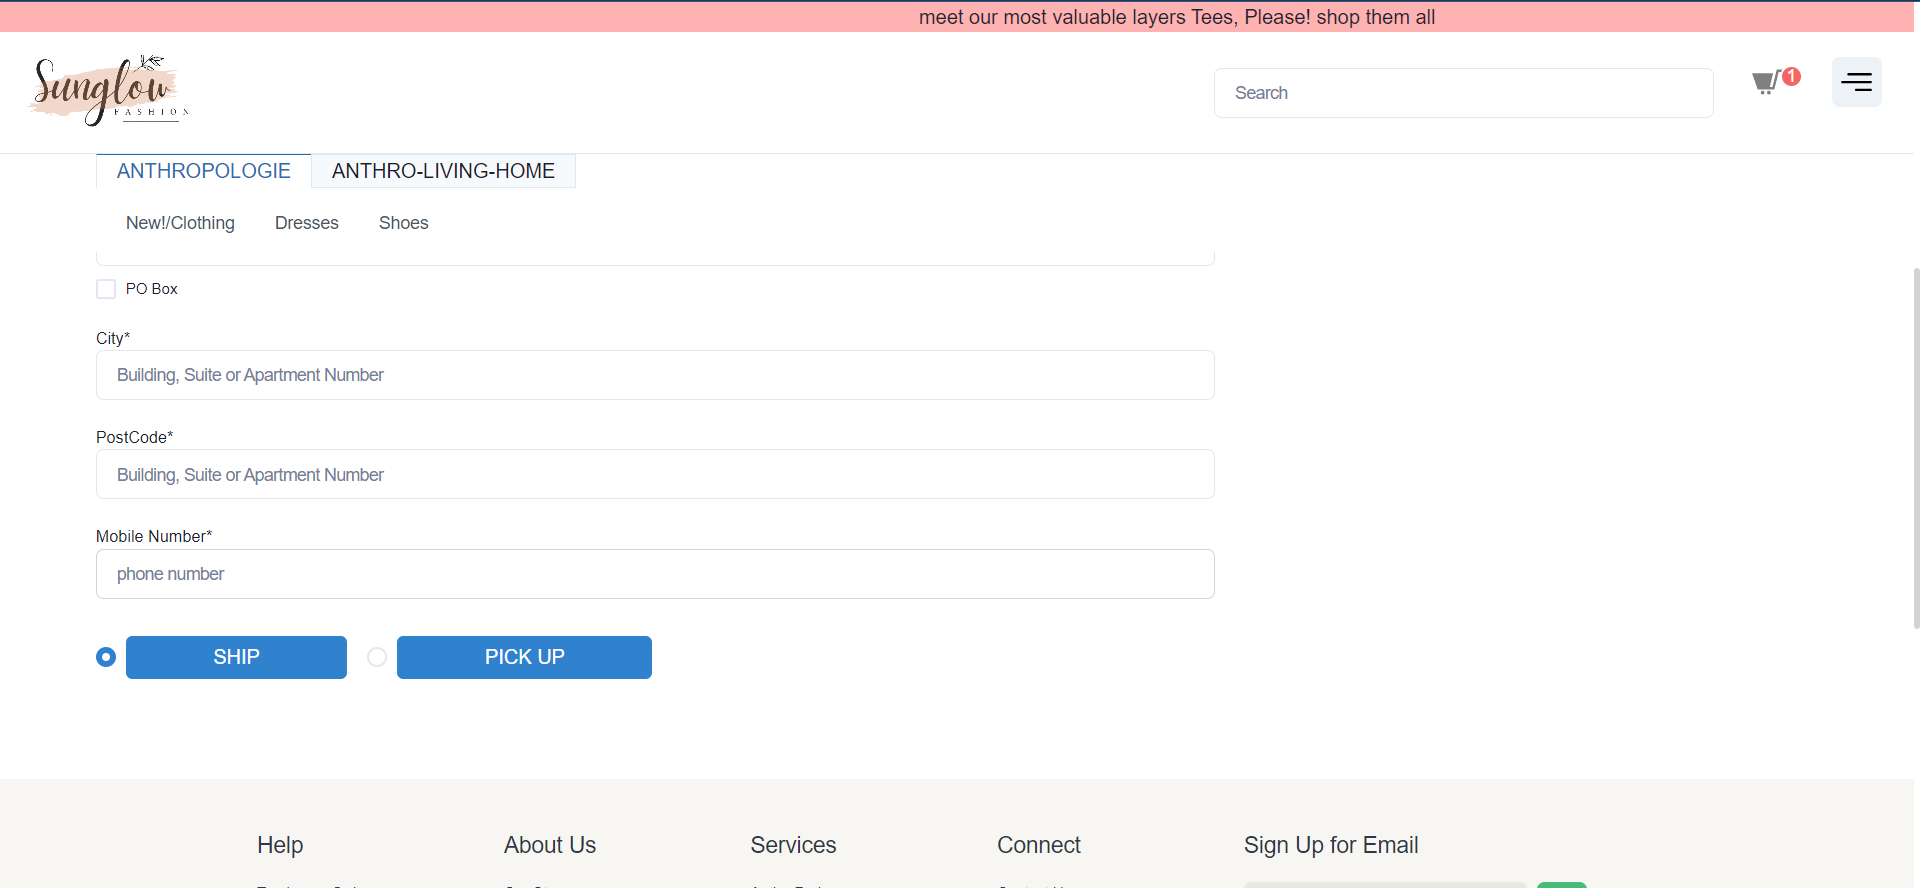 meet our most valuable layers Tees, Please! shop them all
Sunglow
FASHION
Search
1
ANTHROPOLOGIE
ANTHRO-LIVING-HOME
New!/Clothing
Dresses
Shoes
PO Box
City*
Building, Suite or Apartment Number
PostCode*
Building, Suite or Apartment Number
Mobile Number*
phone number
SHIP
PICK UP
Help
About Us
Services
Connect
Sign Up for Email